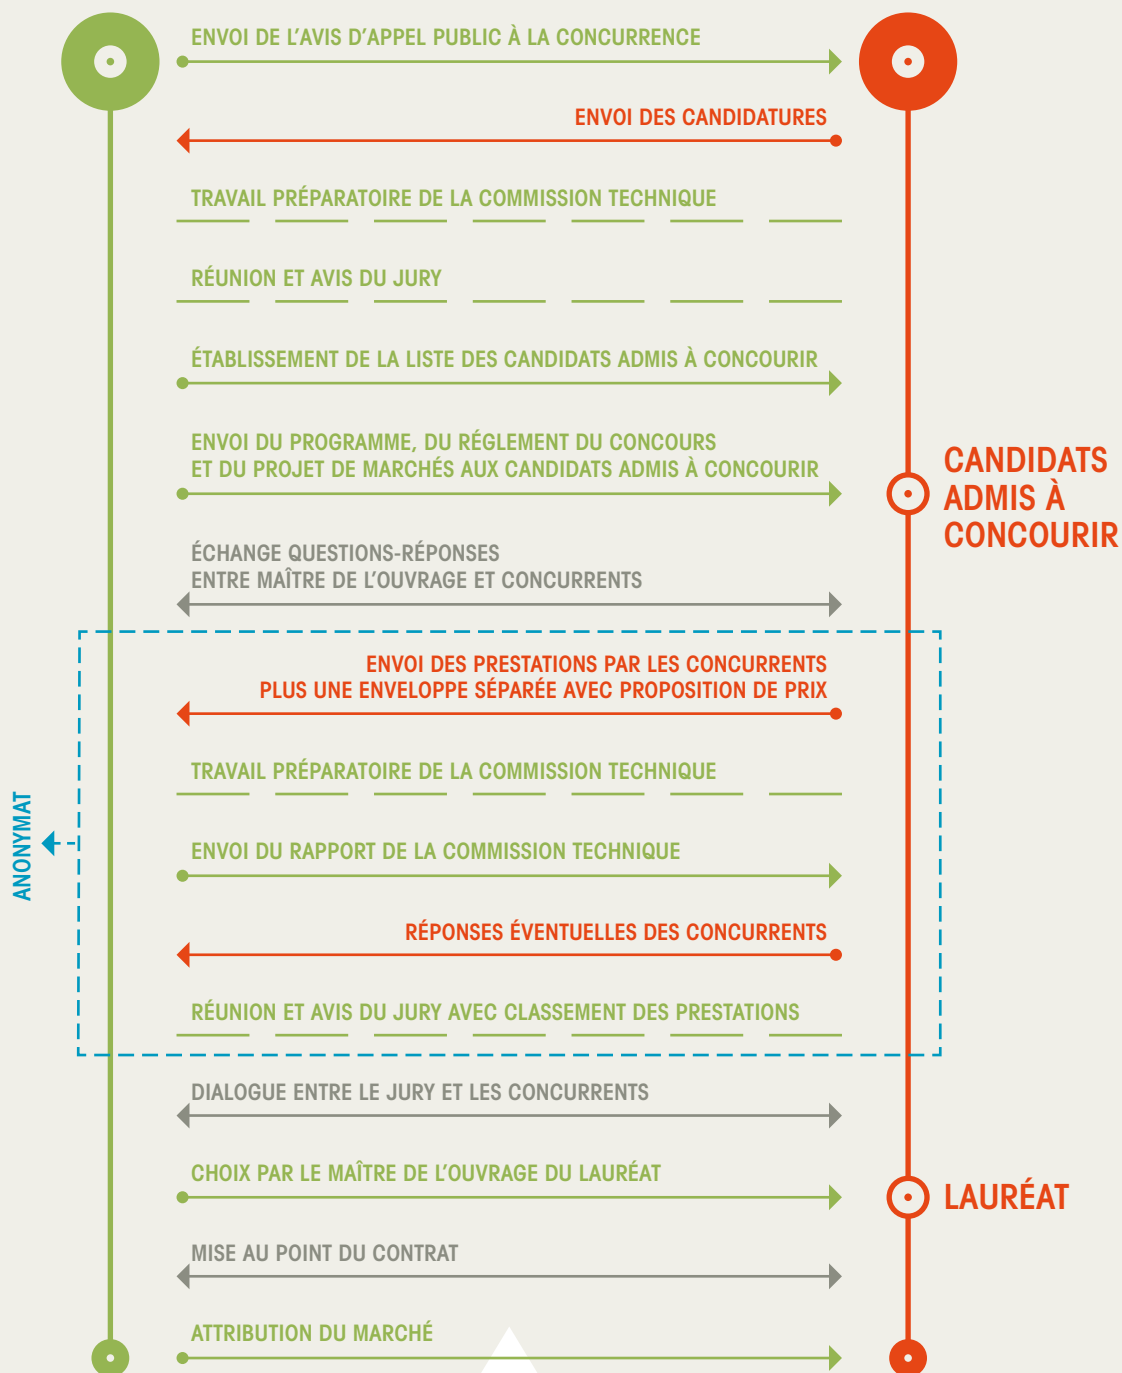 ENVOI DE L'AVIS D'APPEL PUBLIC À LA CONCURRENCE
ENVOI DES CANDIDATURES
TRAVAIL PRÉPARATOIRE DE LA COMMISSION TECHNIQUE
RÉUNION ET AVIS DU JURY
ÉTABLISSEMENT DE LA LISTE DES CANDIDATS ADMIS À CONCOURIR
ENVOI DU PROGRAMME, DU RÉGLEMENT DU CONCOURS
ET DU PROJET DE MARCHÉS AUX CANDIDATS ADMIS À CONCOURIR
CANDIDATS
ADMIS À
CONCOURIR
ÉCHANGE QUESTIONS-RÉPONSES
ENTRE MAÎTRE DE L'OUVRAGE ET CONCURRENTS
ENVOI DES PRESTATIONS PAR LES CONCURRENTS
PLUS UNE ENVELOPPE SÉPARÉE AVEC PROPOSITION DE PRIX
TRAVAIL PRÉPARATOIRE DE LA COMMISSION TECHNIQUE
ANONYMAT
ENVOI DU RAPPORT DE LA COMMISSION TECHNIQUE
RÉPONSES ÉVENTUELLES DES CONCURRENTS
RÉUNION ET AVIS DU JURY AVEC CLASSEMENT DES PRESTATIONS
DIALOGUE ENTRE LE JURY ET LES CONCURRENTS
CHOIX PAR LE MAÎTRE DE L'OUVRAGE DU LAURÉAT
LAURÉAT
MISE AU POINT DU CONTRAT
ATTRIBUTION DU MARCHÉ